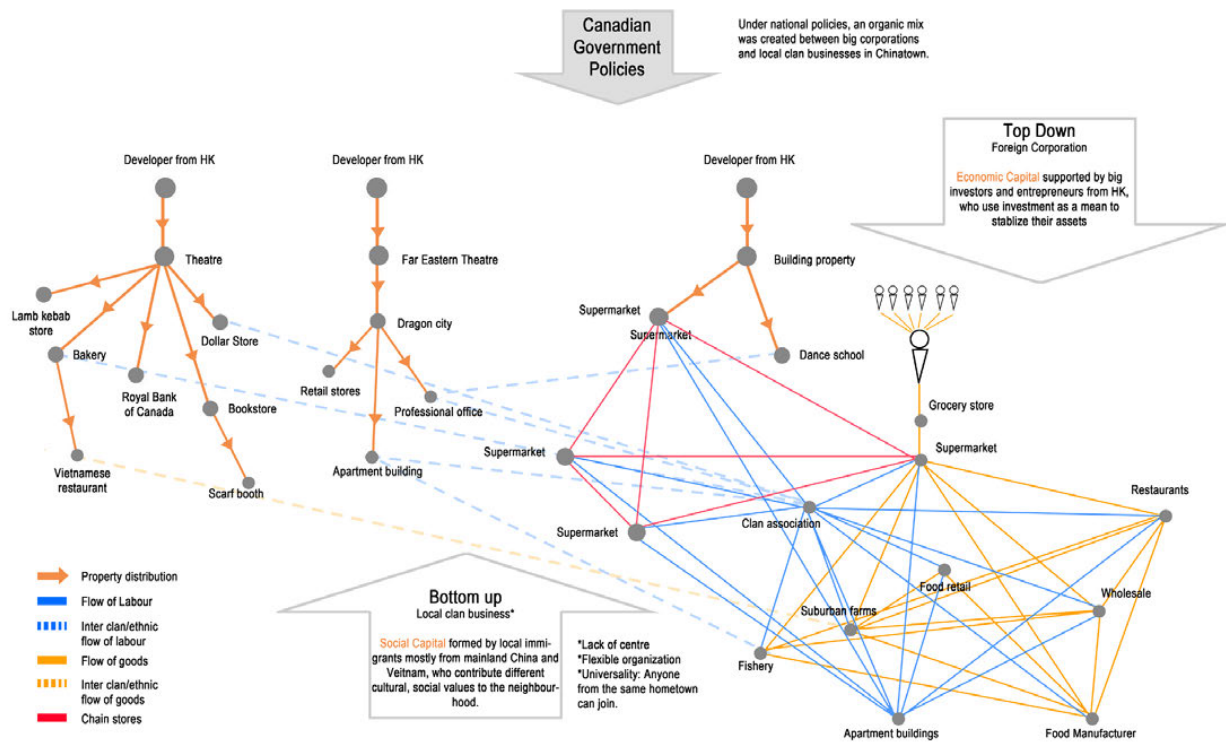 Canadian
Government
Policies
Under national policies, an organic mix
was created between big corporations
and local clan businesses in Chinatown.
Top Down
Foreign Corporation
Economic Capital supported by big
investors and entrepreneurs from HK,
who use investment as a mean to
stablize their assets
Developer from HK
Developer from HK
Developer from HK
Theatre
Far Eastern Theatre
Building property
Lamb kebab
store
Dollar Store
Dragon city
Supermarket
Supermarket
Bakery
Dance school
Royal Bank
of Canada
Bookstore
Retail stores
Professional office
Grocery store
Vietnamese
restaurant
Scarf booth
Apartment building
Supermarket
Supermarket
Restaurants
Supermarket
Clan association
Food retail
Wholesale
Suburban farms
Fishery
Apartment buildings
Food Manufacturer
Property distribution
Flow of Labour
Inter clan/ethnic
flow of labour
Flow of goods
Inter clan/ethnic
flow of goods
Chain stores
Bottom up
Local clan business*
Social Capital formed by local immi-
grants mostly from mainland China and
Veitnam, who contribute different
cultural, social values to the neighbour-
hood.
*Lack of centre
*Flexible organization
*Universality: Anyone
from the same hometown
can join.